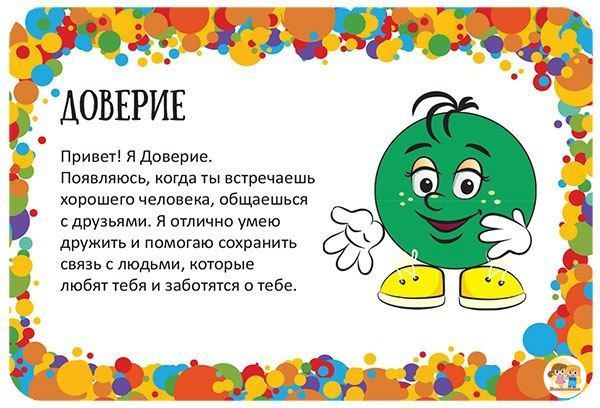 ДОВЕРИЕ
Привет! Я Доверие.
Появляюсь, когда ты встречаешь
хорошего человека, общаешься
с друзьями. Я отлично умею
дружить и помогаю сохранить
связь с людьми, которые
любят тебя и заботятся о тебе.